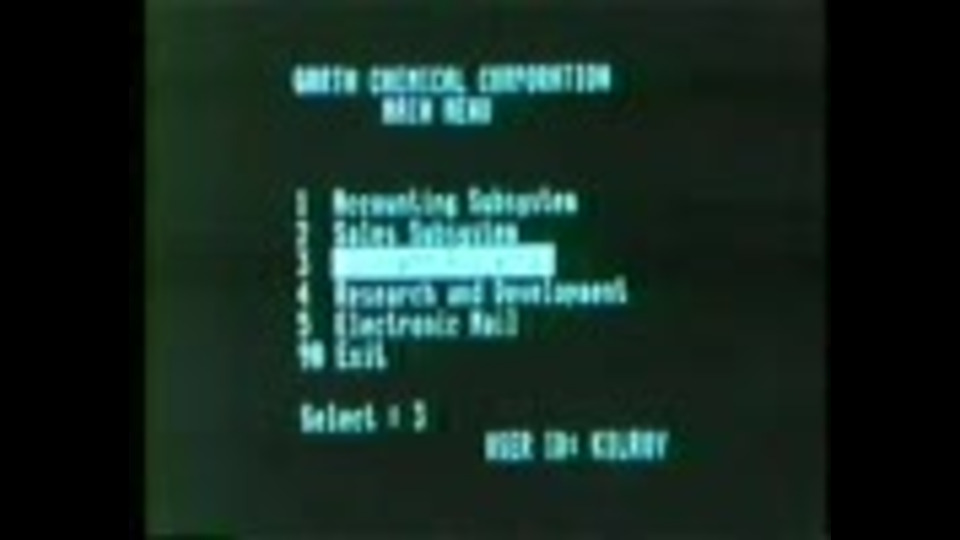 GARTH CHEMICAL CORPORATION
MAIN MENU
1 Accounting Subsystem
2 Sales Subsystem
3
4 Research and Development
5 Electronic Mail
90 Exit
Select : 3
USER ID: KILROY